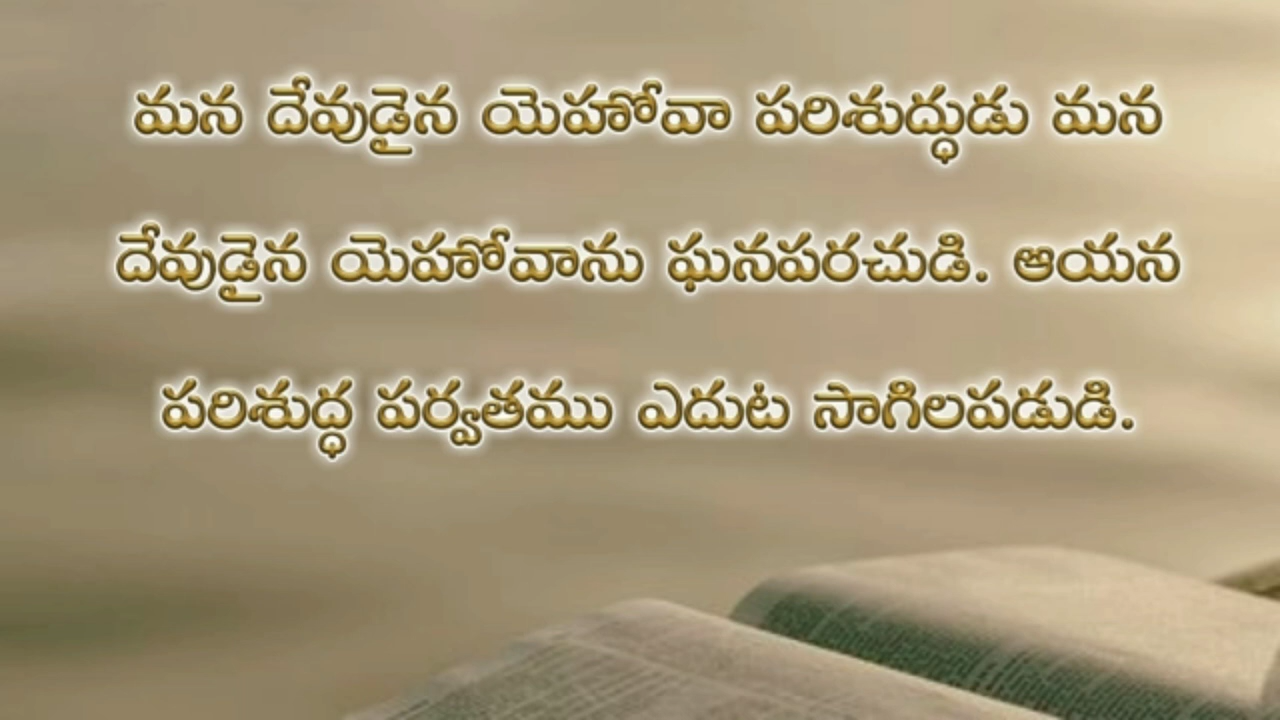 మన దేవుడైన యెహోవా పరిశుద్ధుడు మన
దేవుడైన యెహోవాను ఘనపరచుడి. ఆయన
పరిశుద్ధ పర్వతము ఎదుట సాగిలపడుడి.